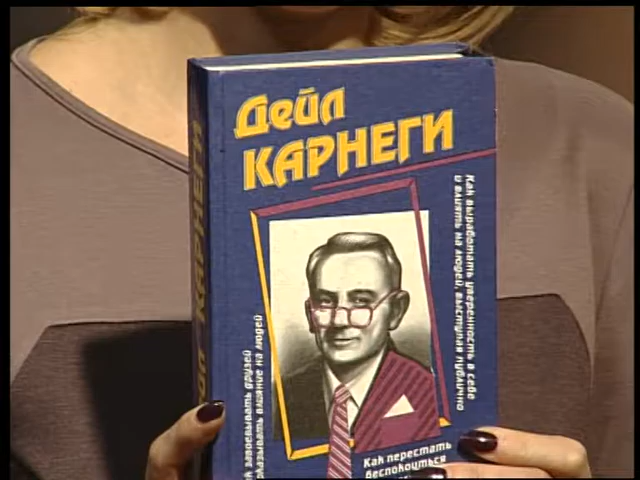 Дейл
КАРНЕГИ
Как выработать уверенность в себе
и влиять на людей, выступая публично
завоевывать друзей
оказывать влияние на людей
Как перестать
беспокоиться
КАРНЕГИ